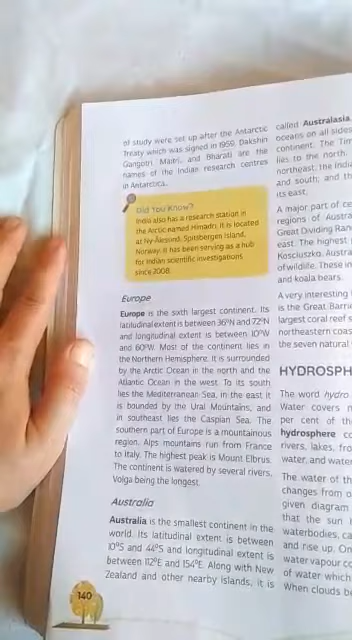 of study were set up after the Antarctic
Treaty which was signed in 1959. Dakshin
Gangotri, Maitri, and Bharati are the
names of the Indian research centres
in Antarctica.
Did You Know?
India also has a research station in
the Arctic named Himadri. It is located
at Ny-Alesund, Spitsbergen Island,
Norway. It has been serving as a hub
for Indian scientific investigations
since 2008.
Europe
Europe is the sixth largest continent. Its
latitudinal extent is between 36°N and 72°N
and longitudinal extent is between 10°W
and 60°W. Most of the continent lies in
the Northern Hemisphere. It is surrounded
by the Arctic Ocean in the north and the
Atlantic Ocean in the west. To its south
lies the Mediterranean Sea, in the east it
is bounded by the Ural Mountains, and
in southeast lies the Caspian Sea. The
southern part of Europe is a mountainous
region. Alps mountains run from France
to Italy. The highest peak is Mount Elbrus.
The continent is watered by several rivers,
Volga being the longest.
Australia
Australia is the smallest continent in the
world. Its latitudinal extent is between
10°S and 44°S and longitudinal extent is
between 112°E and 154°E. Along with New
Zealand and other nearby islands, it is
140
called Australasia.
oceans on all sides
continent. The Tim
lies to the north.
northeast, the India
and south; and th
its east.
A major part of ce
regions of Austra
Great Dividing Ran
east. The highest
Kosciuszko. Austra
of wildlife. These in
and koala bears.
A very interesting
is the Great Barri
largest coral reef s
northeastern coas
the seven natural
HYDROSPH
The word hydro
Water covers m
per cent of the
hydrosphere co
rivers, lakes, fro
water, and water
The water of th
changes from o
given diagram
that the sun
waterbodies, ca
and rise up. On
water vapour co
of water which
When clouds be